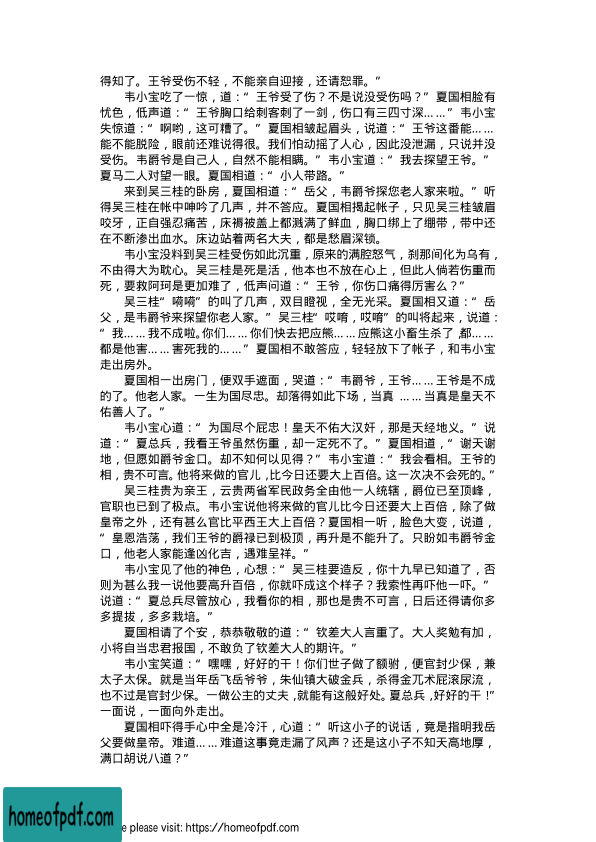 得知了。王爷受伤不轻，不能亲自迎接，还请恕罪。”
韦小宝吃了一惊，道：“王爷受了伤？不是说没受伤吗？”夏国相脸有
忧色，低声道：“王爷胸口给刺客刺了一剑，伤口有三四寸深……”韦小宝
失惊道：“啊哟，这可糟了。”夏国相皱起眉头，说道：“王爷这番能……
能不能脱险，眼前还难说得很。我们怕动摇了人心，因此没泄漏，只说并没
受伤。韦爵爷是自己人，自然不能相瞒。”韦小宝道：“我去探望王爷。”
夏马二人对望一眼。夏国相道：“小人带路。”
来到吴三桂的卧房，夏国相道：“岳父，韦爵爷探您老人家来啦。”听
得吴三桂在帐中呻吟了几声，并不答应。夏国相揭起帐子，只见吴三桂皱眉
咬牙，正自强忍痛苦，床褥被盖上都溅满了鲜血，胸口绑上了绷带，带中还
在不断渗出血水。床边站着两名大夫，都是愁眉深锁。
韦小宝没料到吴三桂受伤如此沉重，原来的满腔怒气，刹那间化为乌有，
不由得大为耽心。吴三桂是死是活，他本也不放在心上，但此人倘若伤重而
死，要救阿珂是更加难了，低声问道：“王爷，你伤口痛得厉害么？”
吴三桂“嗬嗬”的叫了几声，双目瞪视，全无光采。夏国相又道：“岳
父，是韦爵爷来探望你老人家。”吴三桂“哎唷，哎唷”的叫将起来，说道：
“我……我不成啦。你们……你们快去把应熊……应熊这小畜生杀了，都……
都是他害……害死我的……”夏国相不敢答应，轻轻放下了帐子，和韦小宝
走出房外。
夏国相一出房门，便双手遮面，哭道：“韦爵爷，王爷……王爷是不成
的了。他老人家。一生为国尽忠。却落得如此下场，当真 ……当真是皇天不
佑善人了。”
韦小宝心道：“为国尽个屁忠！皇天不佑大汉奸，那是天经地义。”说
道：“夏总兵，我看王爷虽然伤重，却一定死不了。”夏国相道，“谢天谢
地，但愿如爵爷金口。却不知何以见得？”韦小宝道：“我会看相。王爷的
相，贵不可言。他将来做的官儿，比今日还要大上百倍。这一次决不会死的。”
吴三桂贵为亲王，云贵两省军民政务全由他一人统辖，爵位已至顶峰，
官职也已到了极点。韦小宝说他将来做的官儿比今日还要大上百倍，除了做
皇帝之外，还有甚么官比平西王大上百倍？夏国相一听，脸色大变，说道，
“皇恩浩荡，我们王爷的爵禄已到极顶，再升是不能升了。只盼如韦爵爷金
口，他老人家能逢凶化吉，遇难呈祥。”
韦小宝见了他的神色，心想：“吴三桂要造反，你十九早已知道了，否
则为甚么我一说他要高升百倍，你就吓成这个样子？我索性再吓他一吓。”
说道：“夏总兵尽管放心，我看你的相，那也是贵不可言，日后还得请你多
多提拔，多多栽培。”
夏国相请了个安，恭恭敬敬的道：“钦差大人言重了。大人奖勉有加，
小将自当忠君报国，不敢负了钦差大人的期许。”
韦小宝笑道：“嘿嘿，好好的干！你们世子做了额驸，便官封少保，兼
太子太保。就是当年岳飞岳爷爷，朱仙镇大破金兵，杀得金兀术屁滚尿流，
也不过是官封少保。一做公主的丈夫，就能有这般好处。夏总兵，好好的干！”
一面说，一面向外走出。
夏国相吓得手心中全是冷汗，心道：“听这小子的说话，竟是指明我岳
父要做皇帝。难道……难道这事竟走漏了风声？还是这小子不知天高地厚，
满口胡说八道？”
homeofpdf.com
please visit: https://homeofpdf.com